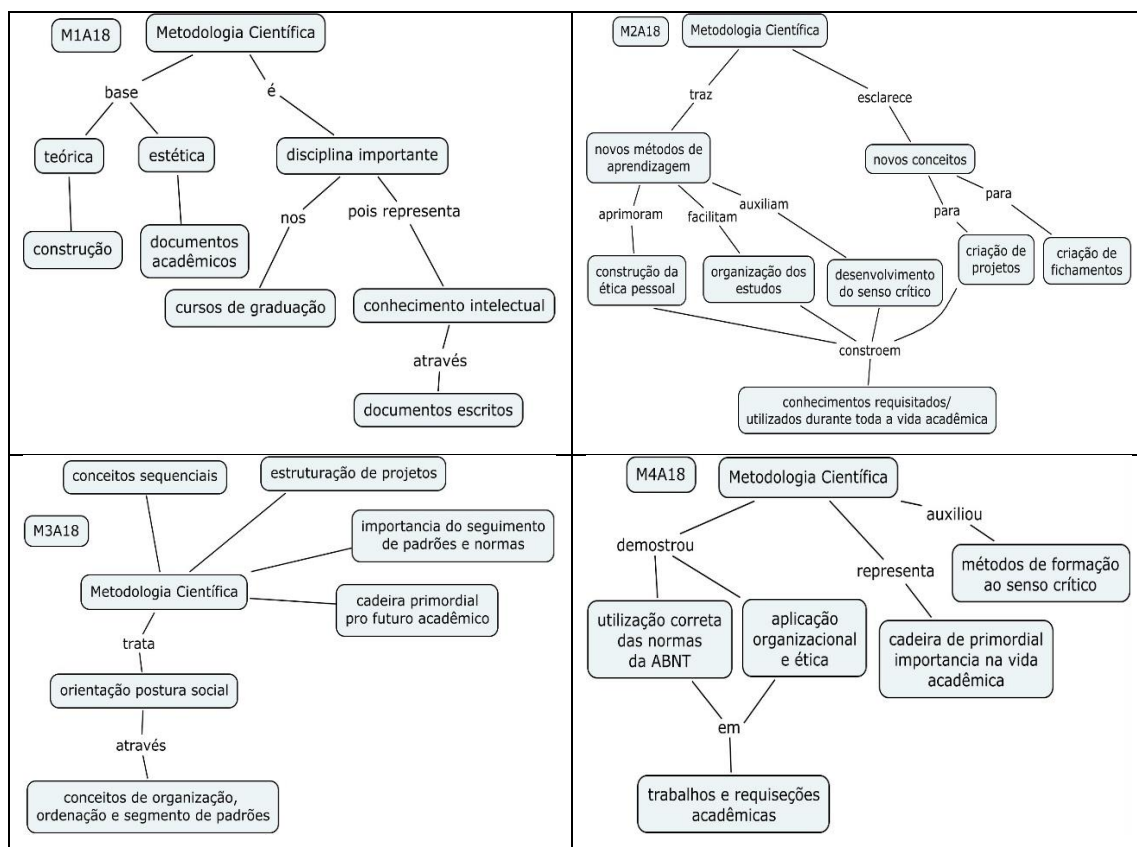 M1A18
Metodologia Científica
base
é
teórica
estética
disciplina importante
construção
documentos
acadêmicos
nos
pois representa
cursos de graduação
conhecimento intelectual
através
documentos escritos
M2A18
Metodologia Científica
traz
esclarece
novos métodos de
aprendizagem
novos conceitos
aprimoram
facilitam
auxiliam
para
para
construção da
ética pessoal
organização dos
estudos
desenvolvimento
do senso crítico
criação de
projetos
criação de
fichamentos
constroem
conhecimentos requisitados/
utilizados durante toda a vida acadêmica
conceitos sequenciais
estruturação de projetos
M3A18
importancia do seguimento
de padrões e normas
Metodologia Científica
cadeira primordial
pro futuro acadêmico
trata
orientação postura social
através
conceitos de organização,
ordenação e segmento de padrões
M4A18
Metodologia Científica
auxiliou
demostrou
representa
métodos de formação
ao senso crítico
utilização correta
das normas
da ABNT
aplicação
organizacional
e ética
cadeira de primordial
importancia na vida
acadêmica
em
trabalhos e requiseções
acadêmicas